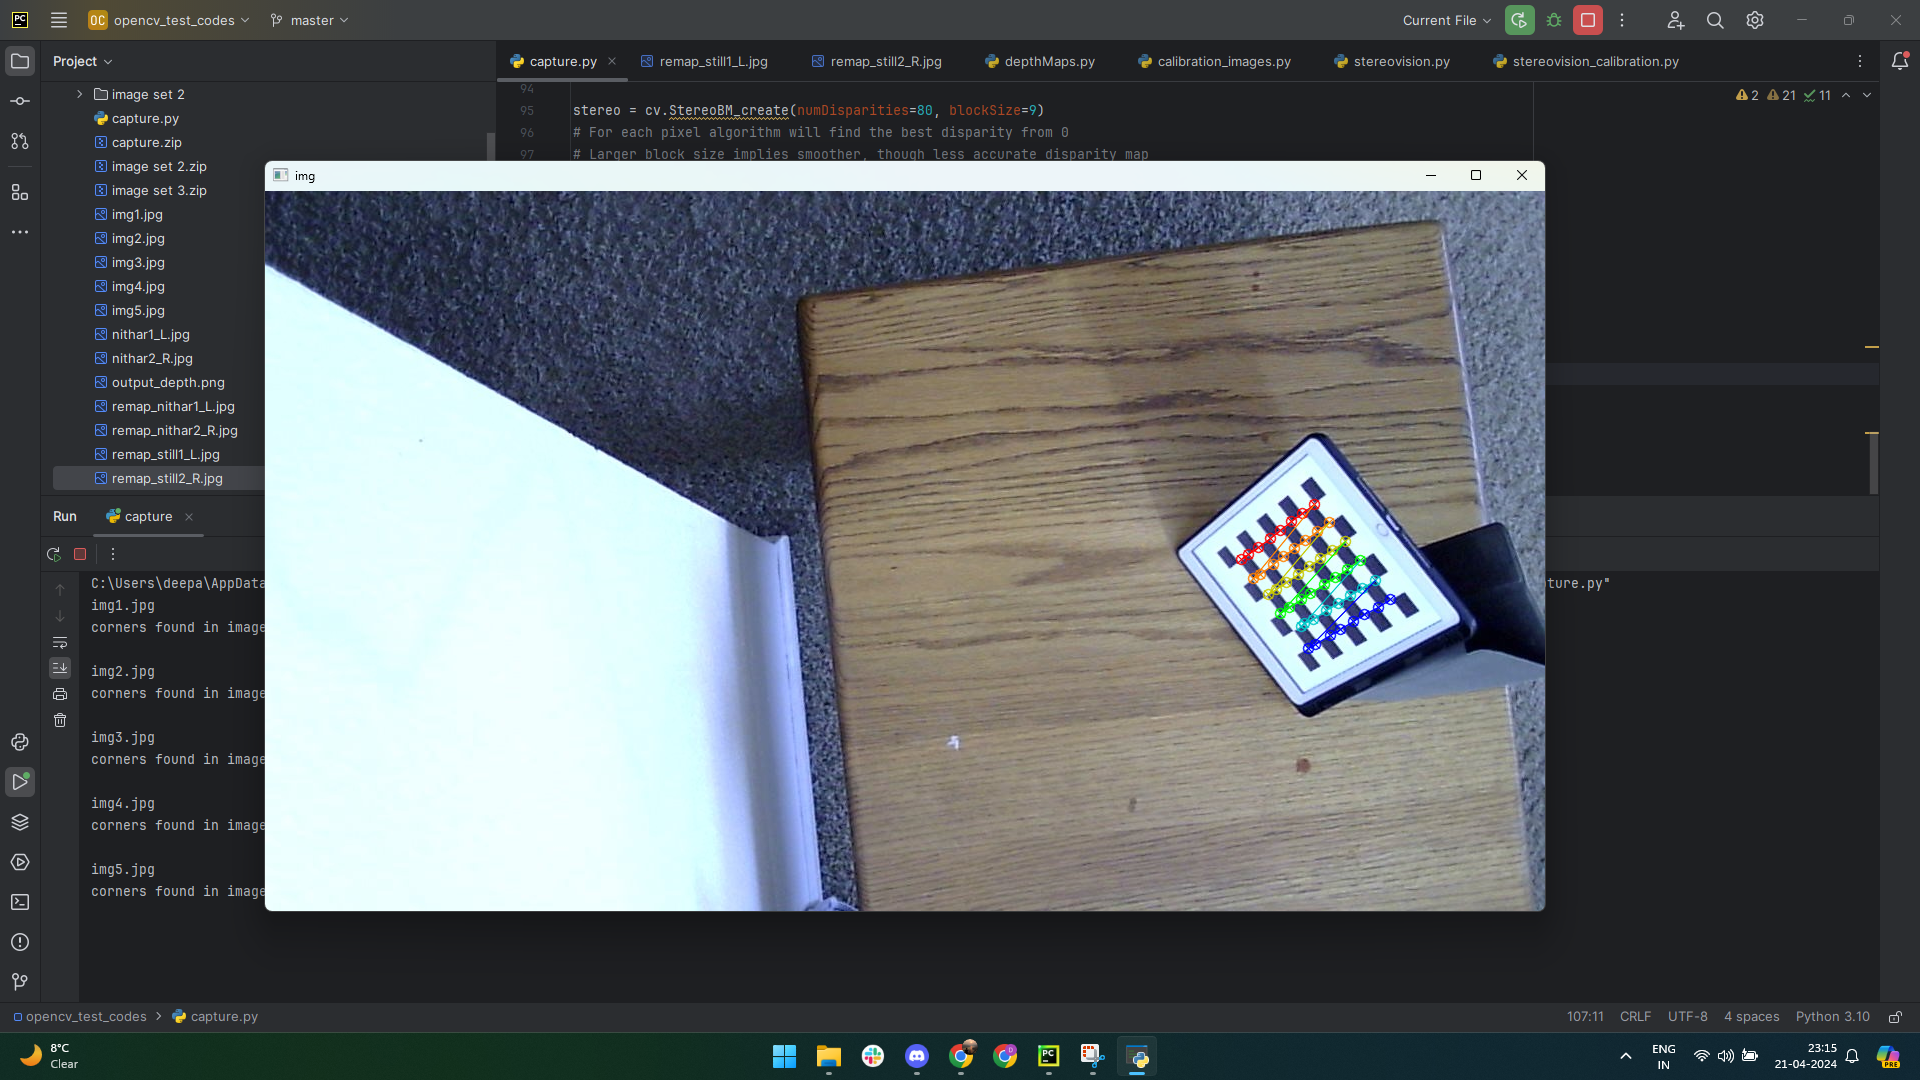 PC
OC opencv_test_codes
master
Current File
Project
capture.py
remap_still1_L.jpg
remap_still2_R.jpg
depthMaps.py
calibration_images.py
stereovision.py
stereovision_calibration.py
image set 2
capture.py
capture.zip
image set 2.zip
image set 3.zip
img1.jpg
img2.jpg
img3.jpg
img4.jpg
img5.jpg
nithar1_L.jpg
nithar2_R.jpg
output_depth.png
remap_nithar1_L.jpg
remap_nithar2_R.jpg
remap_still1_L.jpg
remap_still2_R.jpg
94
95 stereo = cv.StereoBM_create(numDisparities=80, blockSize=9)
96 # For each pixel algorithm will find the best disparity from 0
97 # Larger block size implies smoother, though less accurate disparity map
2 21 11
img
Run capture
C:\Users\deepa\AppData
ture.py"
img1.jpg
corners found in image
img2.jpg
corners found in image
img3.jpg
corners found in image
img4.jpg
corners found in image
img5.jpg
corners found in image
opencv_test_codes > capture.py
107:11 CRLF UTF-8 4 spaces Python 3.10
8°C
Clear
PC
ENG
IN
23:15
21-04-2024
PRE